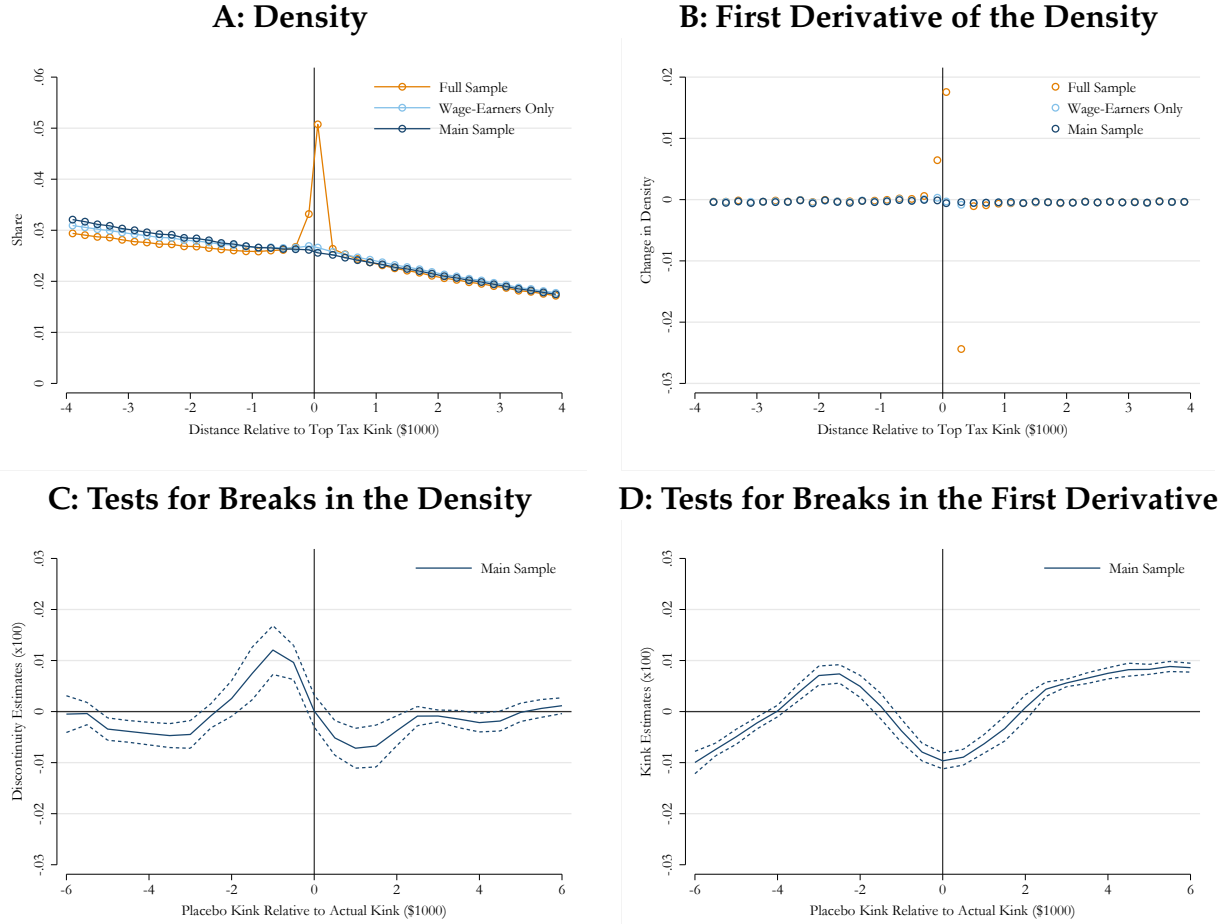 A: Density
Share
.06
.05
.04
.03
.02
.01
0
Full Sample
Wage-Earners Only
Main Sample
-4 -3 -2 -1 0 1 2 3 4
Distance Relative to Top Tax Kink ($1000)
B: First Derivative of the Density
Change in Density
.02
.01
0
-.01
-.02
-.03
Full Sample
Wage-Earners Only
Main Sample
-4 -3 -2 -1 0 1 2 3 4
Distance Relative to Top Tax Kink ($1000)
C: Tests for Breaks in the Density
Discontinuity Estimates (x100)
.03
.02
.01
0
-.01
-.02
-.03
Main Sample
-6 -4 -2 0 2 4 6
Placebo Kink Relative to Actual Kink ($1000)
D: Tests for Breaks in the First Derivative
Kink Estimates (x100)
.03
.02
.01
0
-.01
-.02
-.03
Main Sample
-6 -4 -2 0 2 4 6
Placebo Kink Relative to Actual Kink ($1000)